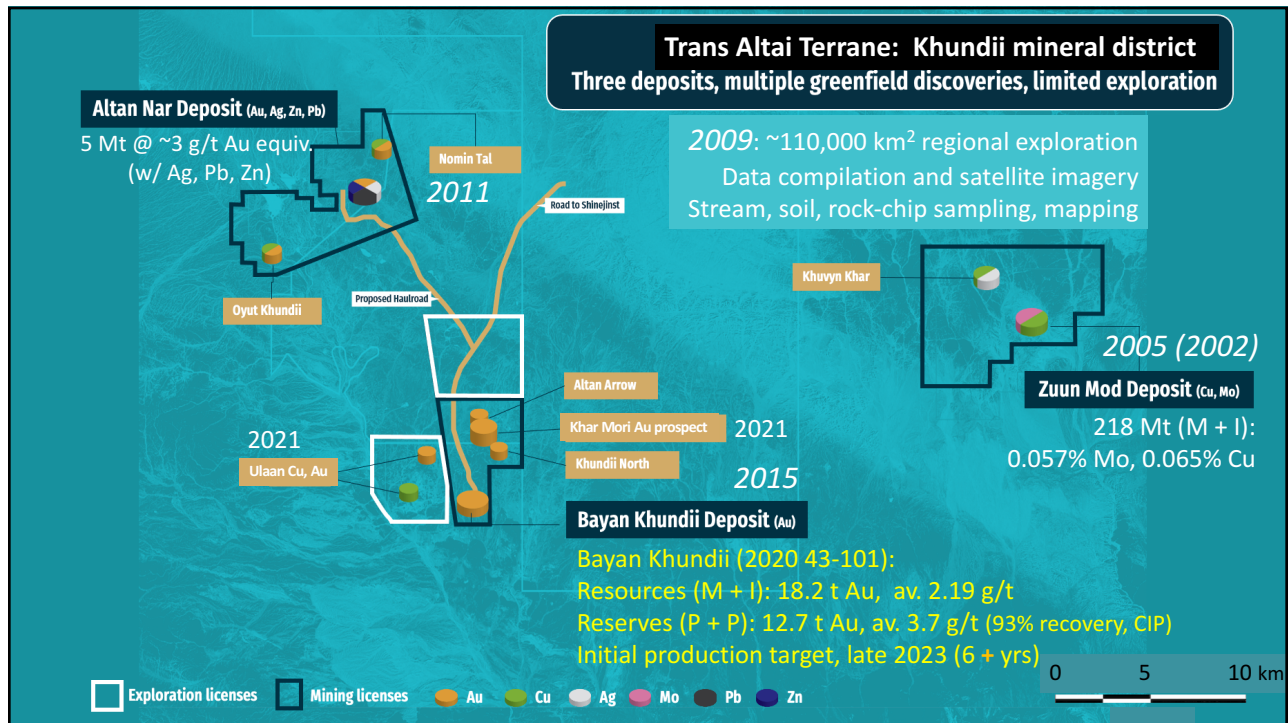 Trans Altai Terrane:  Khundii mineral district
Three deposits, multiple greenfield discoveries, limited exploration
Altan Nar Deposit (Au, Ag, Zn, Pb)
5 Mt @ ~3 g/t Au equiv.
(w/ Ag, Pb, Zn)
Nomin Tal
2011
2009: ~110,000 km² regional exploration
Data compilation and satellite imagery
Stream, soil, rock-chip sampling, mapping
Road to Shinejinst
Oyut Khundii
Proposed Haulroad
Khuvyn Khar
2005 (2002)
Zuun Mod Deposit (Cu, Mo)
218 Mt (M + I):
0.057% Mo, 0.065% Cu
Altan Arrow
Khar Mori Au prospect
2021
Khundii North
2021
Ulaan Cu, Au
2015
Bayan Khundii Deposit (Au)
Bayan Khundii (2020 43-101):
Resources (M + I): 18.2 t Au,  av. 2.19 g/t
Reserves (P + P): 12.7 t Au, av. 3.7 g/t (93% recovery, CIP)
Initial production target, late 2023 (6 + yrs)
0 5 10 km
Exploration licenses Mining licenses Au Cu Ag Mo Pb Zn